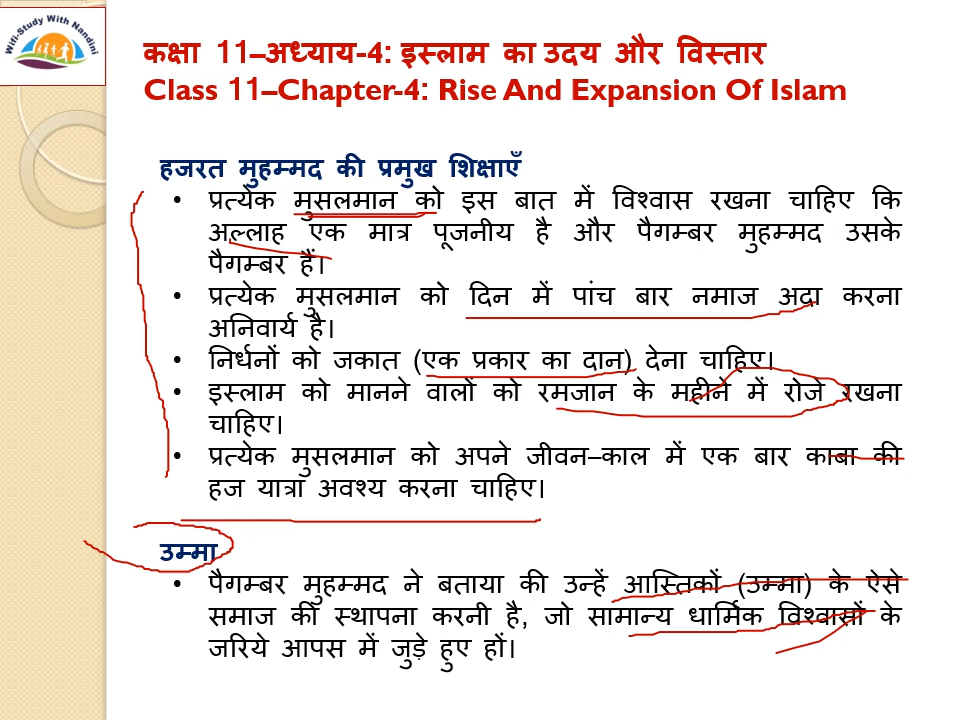 Wifi-Study With Nandini
कक्षा 11–अध्याय-4: इस्लाम का उदय और विस्तार
Class 11–Chapter-4: Rise And Expansion Of Islam
हजरत मुहम्मद की प्रमुख शिक्षाएँ
• प्रत्येक मुसलमान को इस बात में विश्वास रखना चाहिए कि
अल्लाह एक मात्र पूजनीय है और पैगम्बर मुहम्मद उसके
पैगम्बर हैं।
• प्रत्येक मुसलमान को दिन में पांच बार नमाज अदा करना
अनिवार्य है।
• निर्धनों को जकात (एक प्रकार का दान) देना चाहिए।
• इस्लाम को मानने वालों को रमजान के महीने में रोजे रखना
चाहिए।
• प्रत्येक मुसलमान को अपने जीवन–काल में एक बार काबा की
हज यात्रा अवश्य करना चाहिए।
उम्मा
• पैगम्बर मुहम्मद ने बताया की उन्हें आस्तिकों (उम्मा) के ऐसे
समाज की स्थापना करनी है, जो सामान्य धार्मिक विश्वासों के
जरिये आपस में जुड़े हुए हों।